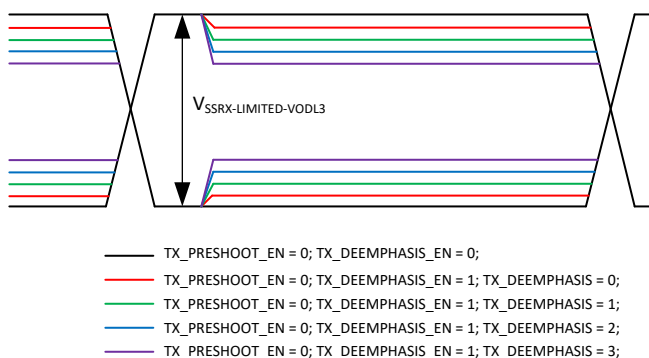 VSSRX-LIMITED-VODL3
TX_PRESHOOT_EN = 0; TX_DEEMPHASIS_EN = 0;
TX_PRESHOOT_EN = 0; TX_DEEMPHASIS_EN = 1; TX_DEEMPHASIS = 0;
TX_PRESHOOT_EN = 0; TX_DEEMPHASIS_EN = 1; TX_DEEMPHASIS = 1;
TX_PRESHOOT_EN = 0; TX_DEEMPHASIS_EN = 1; TX_DEEMPHASIS = 2;
TX_PRESHOOT_EN = 0; TX_DEEMPHASIS_EN = 1; TX_DEEMPHASIS = 3;